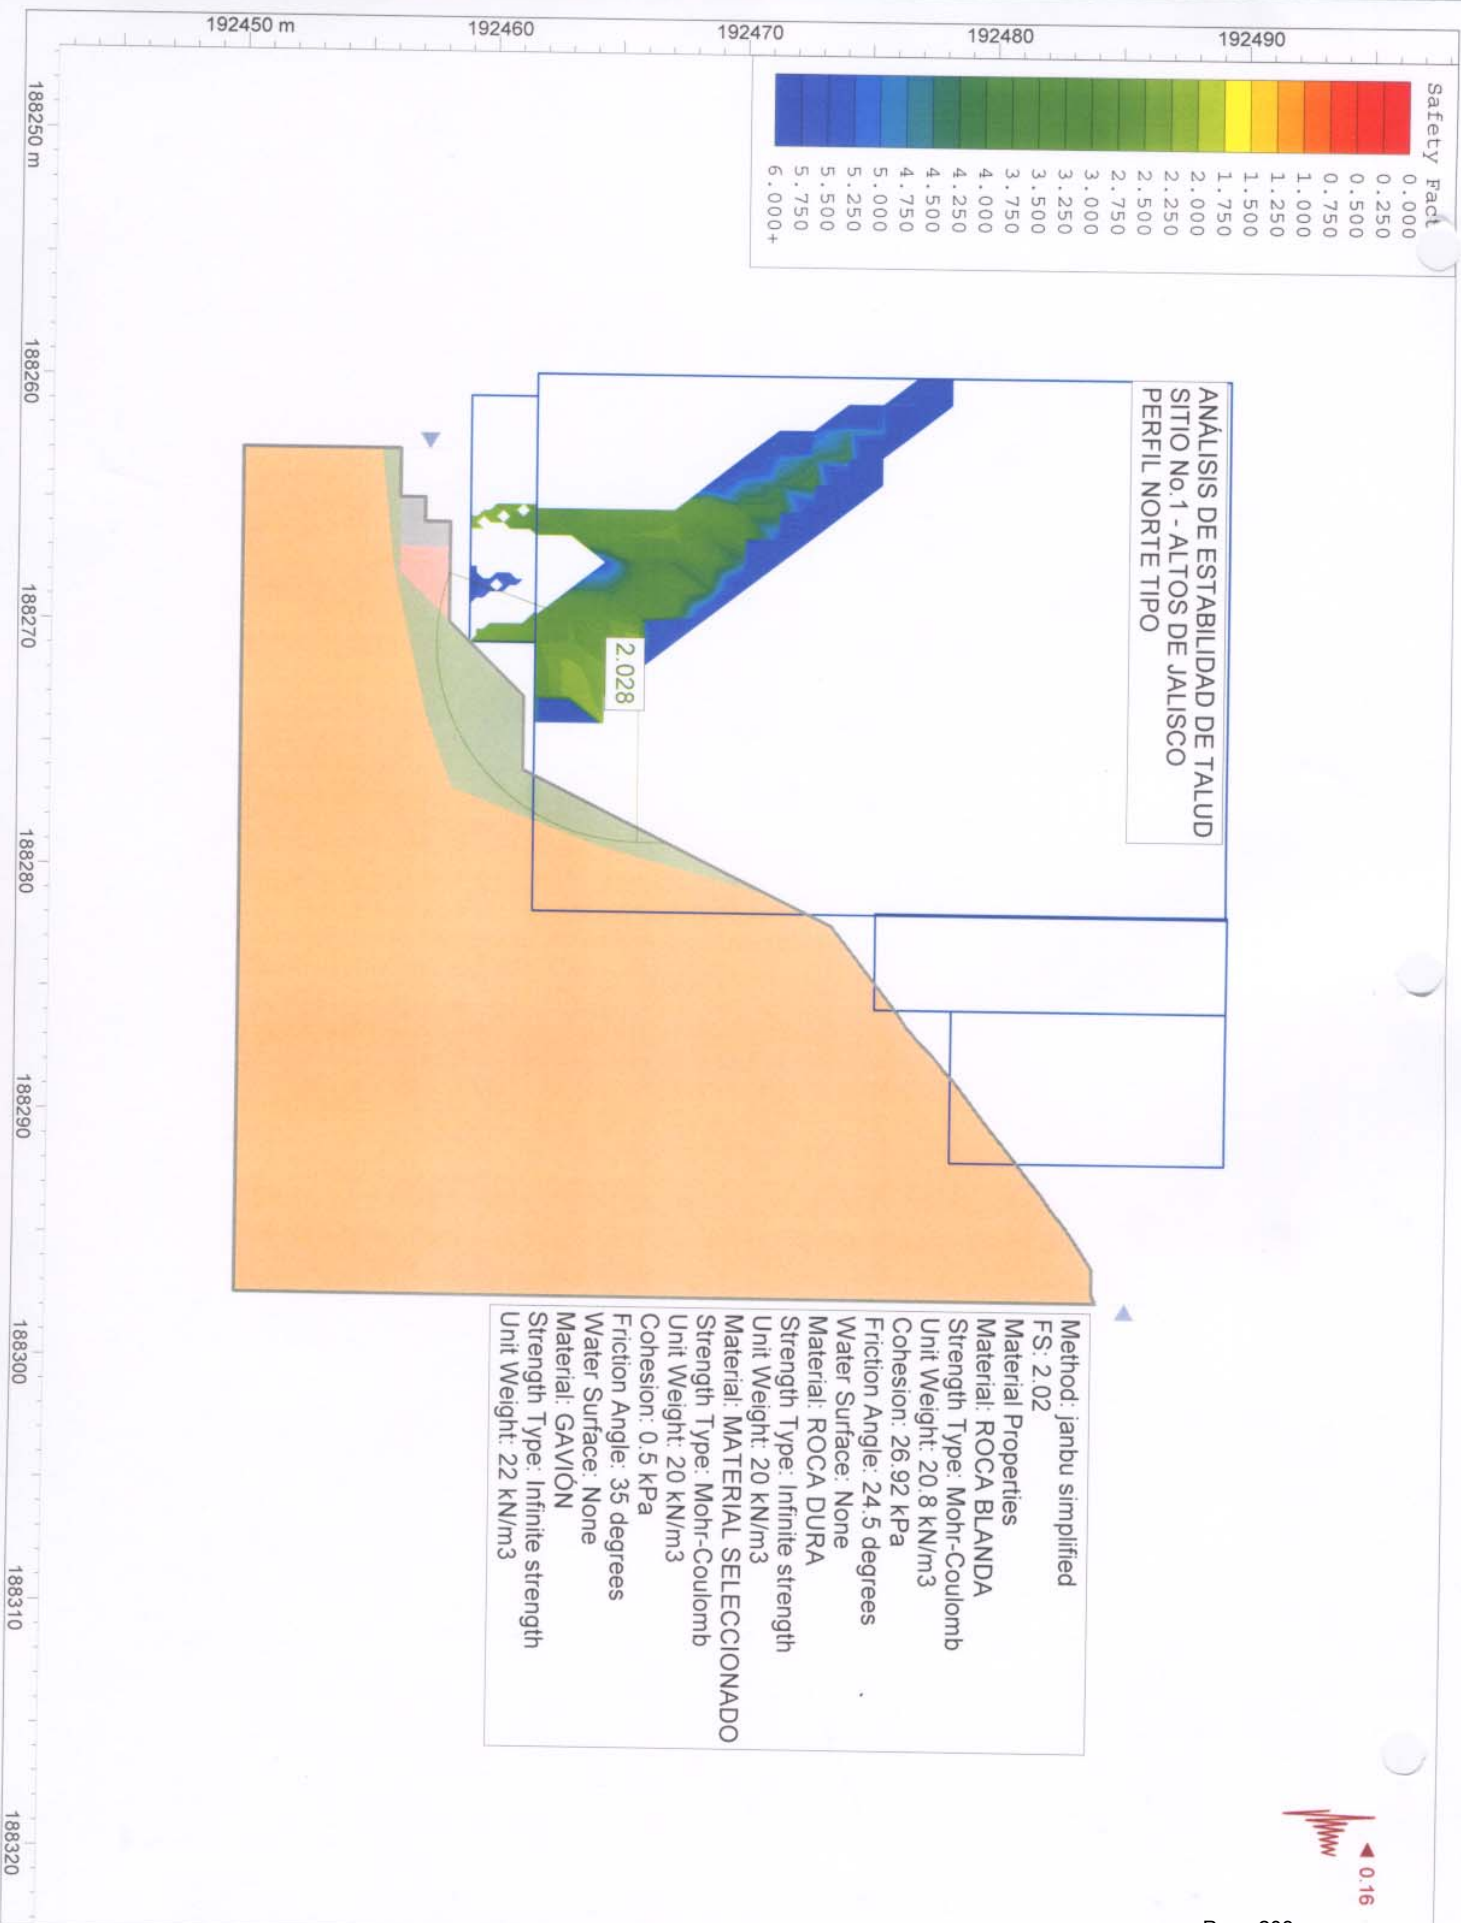 Safety Fact
0.000
0.250
0.500
0.750
1.000
1.250
1.500
1.750
2.000
2.250
2.500
2.750
3.000
3.250
3.500
3.750
4.000
4.250
4.500
4.750
5.000
5.250
5.500
5.750
6.000+
192490
192480
192470
192460
192450 m
ANÁLISIS DE ESTABILIDAD DE TALUD
SITIO No.1 - ALTOS DE JALISCO
PERFIL NORTE TIPO
2.028
0.16
Method: janbu simplified
FS: 2.02
Material Properties
Material: ROCA BLANDA
Strength Type: Mohr-Coulomb
Unit Weight: 20.8 kN/m3
Cohesion: 26.92 kPa
Friction Angle: 24.5 degrees
Water Surface: None
Material: ROCA DURA
Strength Type: Infinite strength
Unit Weight: 20 kN/m3
Material: MATERIAL SELECCIONADO
Strength Type: Mohr-Coulomb
Unit Weight: 20 kN/m3
Cohesion: 0.5 kPa
Friction Angle: 35 degrees
Water Surface: None
Material: GAVIÓN
Strength Type: Infinite strength
Unit Weight: 22 kN/m3
188250 m
188260
188270
188280
188290
188300
188310
188320